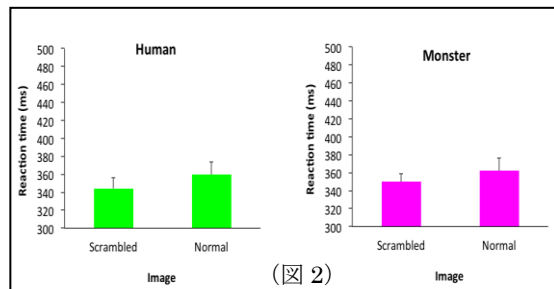 Human
Reaction time (ms)
500
480
460
440
420
400
380
360
340
320
300
Scrambled Normal
Image
Monster
Reaction time (ms)
500
480
460
440
420
400
380
360
340
320
300
Scrambled Normal
Image
(図 2)